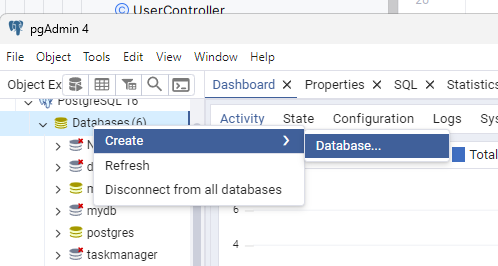 UserController
pgAdmin 4
File Object Tools Edit View Window Help
Object Ex Dashboard X Properties X SQL X Statistics
PostgreSQL 16
Databases (6) Activity State Configuration Logs Sys
Create Database... Total
Refresh
Disconnect from all databases
6
mydb
postgres
4
taskmanager